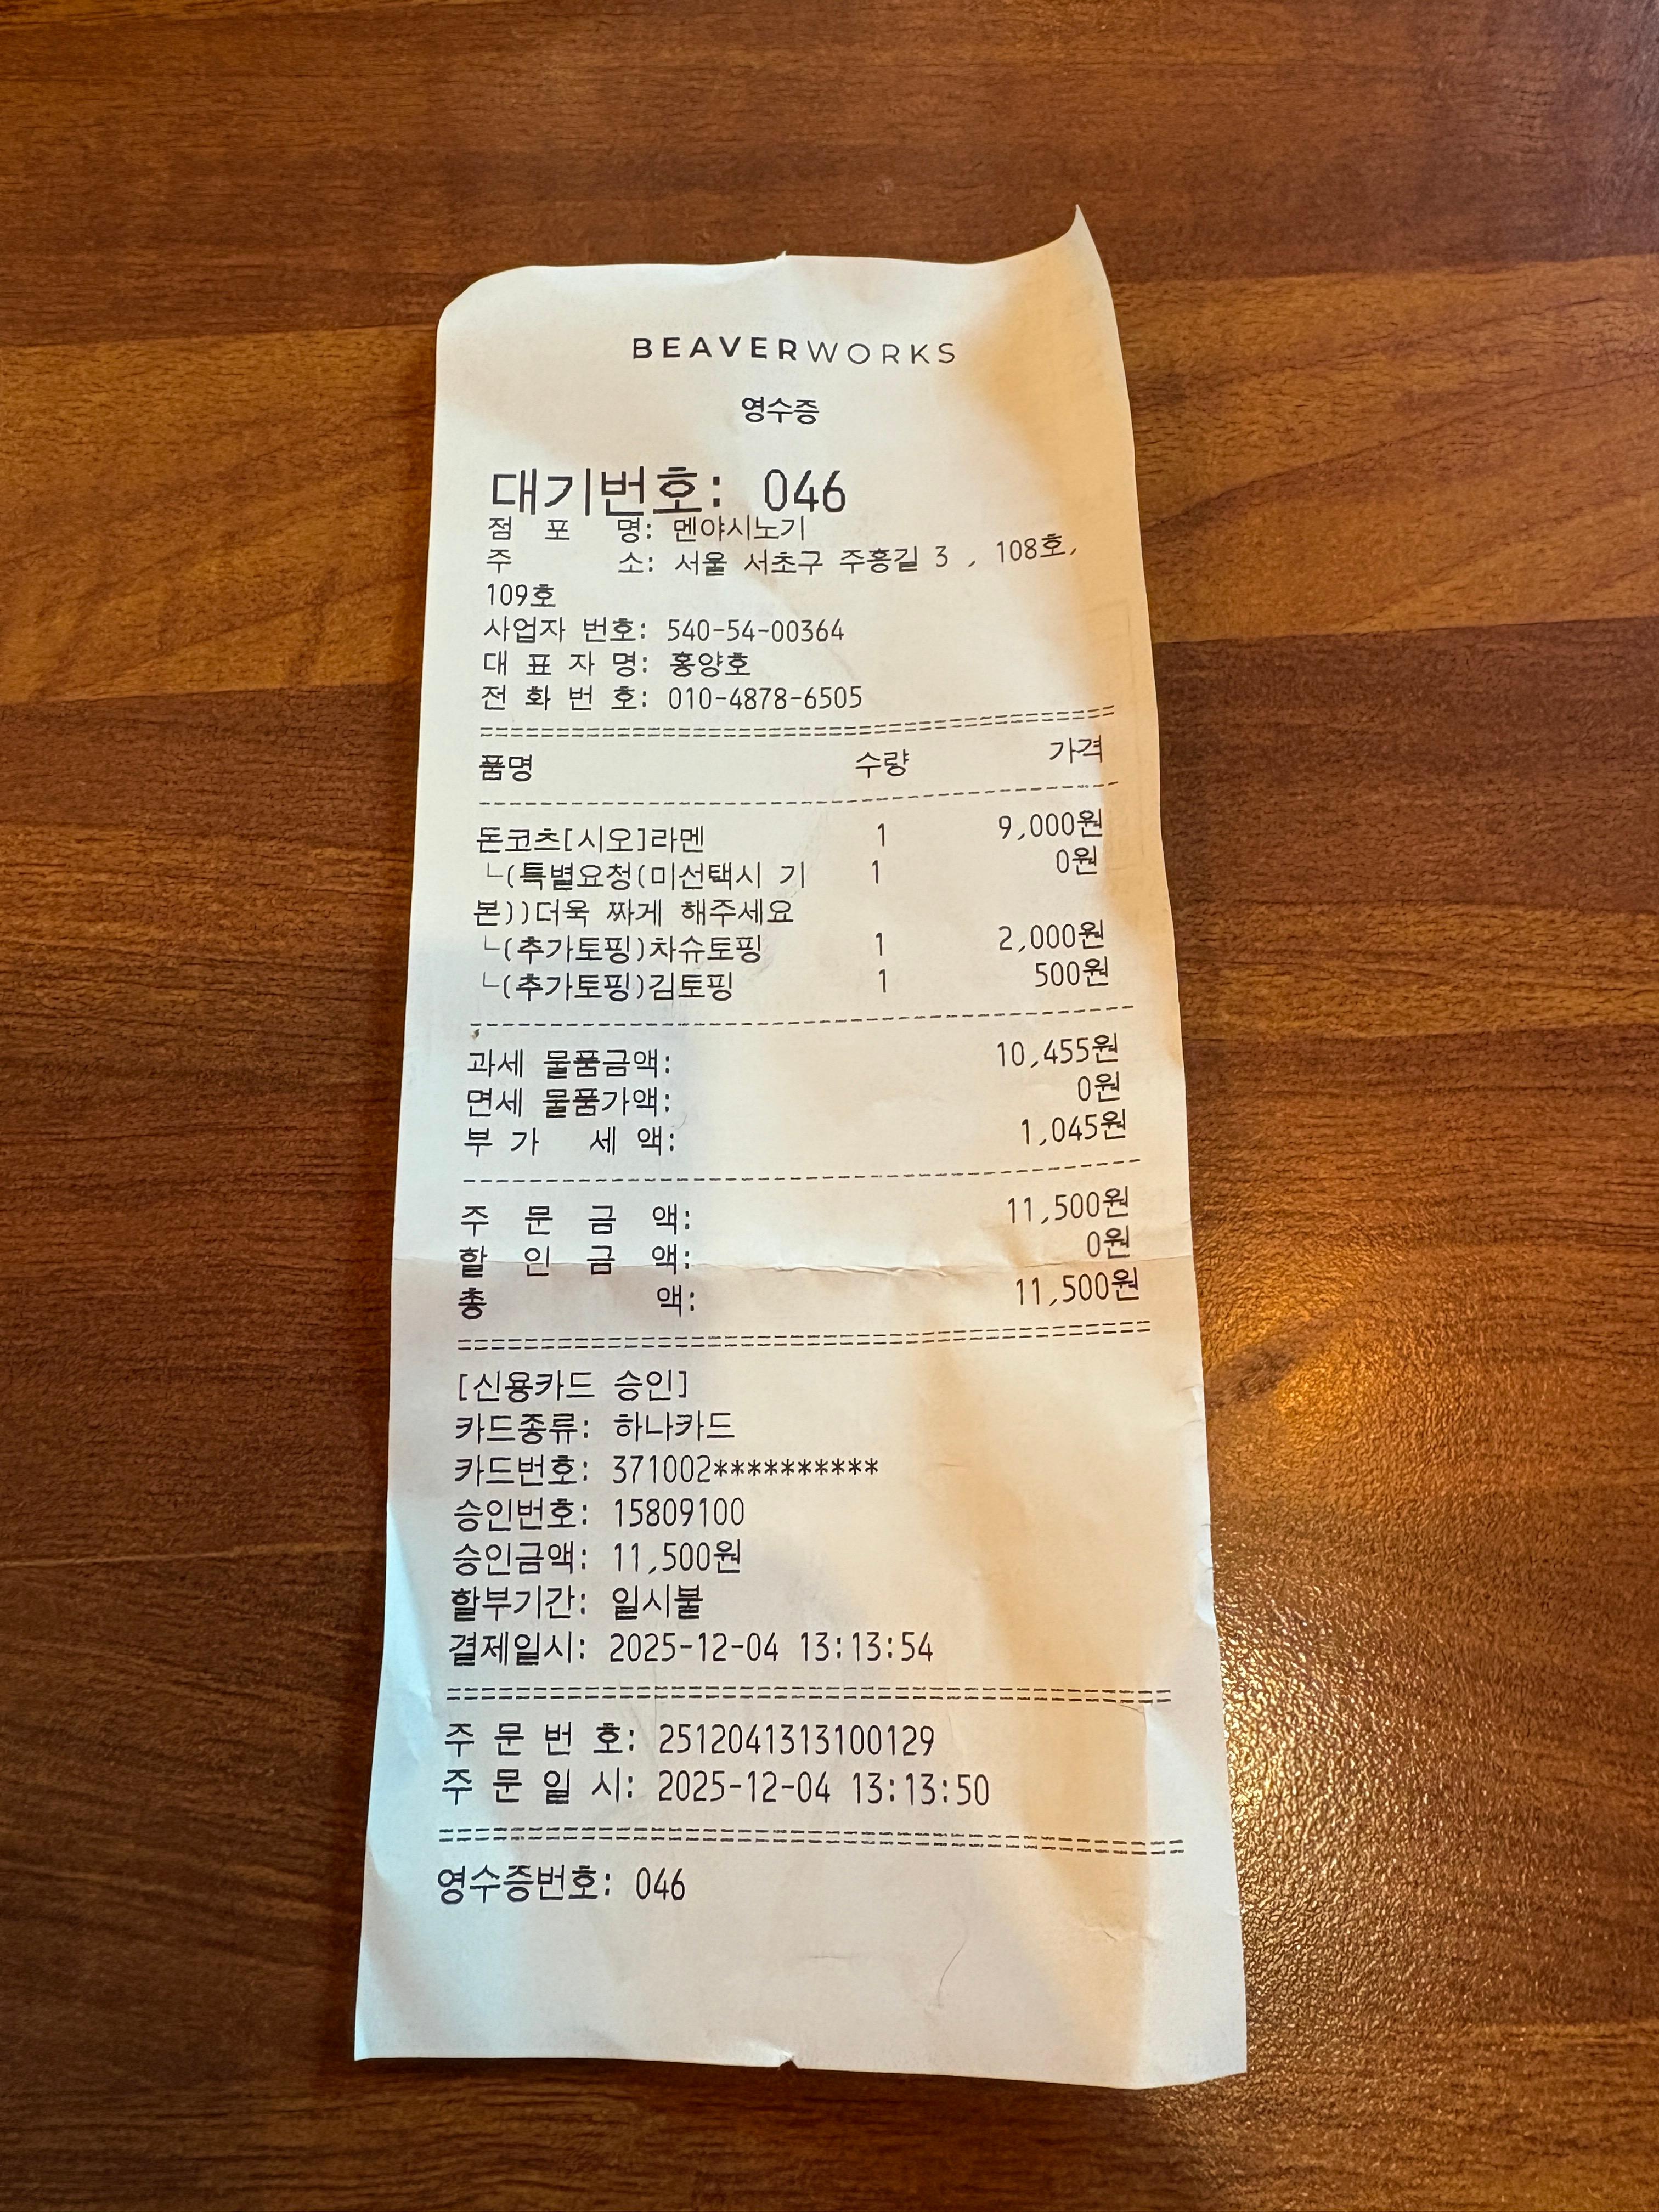 BEAVERWORKS
영수증
대기번호: 046
점 포 명: 멘야시노기
주 소: 서울 서초구 주흥길 3 , 108호,
109호
사업자 번호: 540-54-00364
대 표 자 명: 홍양호
전 화 번 호: 010-4878-6505
================================================
품명 수량 가격
------------------------------------------------
돈코츠[시오]라멘 1 9,000원
└(특별요청(미선택시 기 1 0원
본))더욱 짜게 해주세요
└(추가토핑)차슈토핑 1 2,000원
└(추가토핑)김토핑 1 500원
------------------------------------------------
과세 물품금액: 10,455원
면세 물품가액: 0원
부 가 세 액: 1,045원
------------------------------------------------
주 문 금 액: 11,500원
할 인 금 액: 0원
총 액: 11,500원
================================================
[신용카드 승인]
카드종류: 하나카드
카드번호: 371002**********
승인번호: 15809100
승인금액: 11,500원
할부기간: 일시불
결제일시: 2025-12-04 13:13:54
================================================
주 문 번 호: 2512041313100129
주 문 일 시: 2025-12-04 13:13:50
================================================
영수증번호: 046